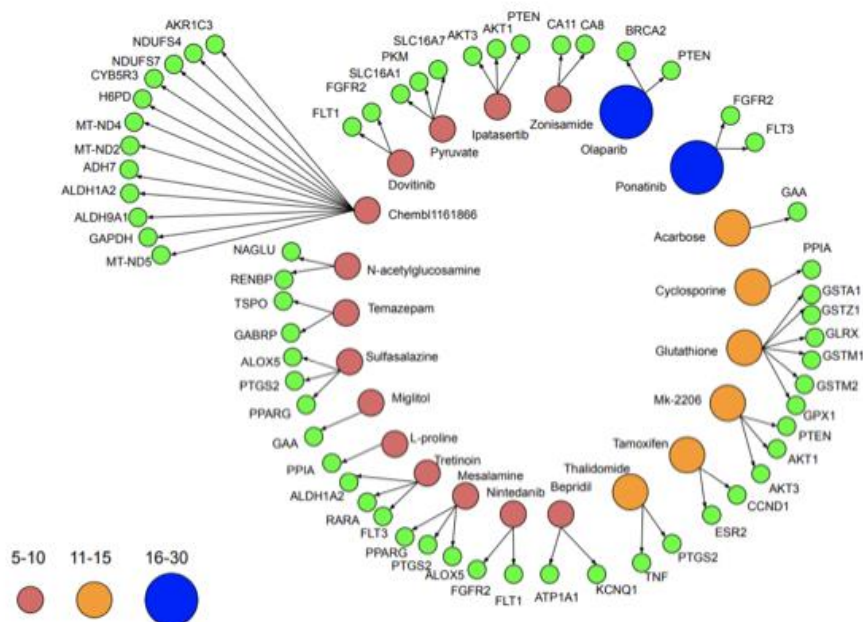 AKR1C3
NDUFS4
NDUFS7
CYB5R3
H6PD
MT-ND4
MT-ND2
ADH7
ALDH1A2
ALDH9A1
GAPDH
MT-ND5
Chembl1161866
FLT1
FGFR2
Dovitinib
SLC16A1
PKM
SLC16A7
Pyruvate
AKT3
AKT1
PTEN
Ipatasertib
CA11
CA8
Zonisamide
BRCA2
PTEN
Olaparib
FGFR2
FLT3
Ponatinib
GAA
Acarbose
PPIA
Cyclosporine
GSTA1
GSTZ1
GLRX
GSTM1
GSTM2
GPX1
Glutathione
Mk-2206
PTEN
AKT1
AKT3
Tamoxifen
CCND1
ESR2
Thalidomide
PTGS2
TNF
Bepridil
KCNQ1
ATP1A1
Nintedanib
FLT1
FGFR2
Mesalamine
ALOX5
PTGS2
PPARG
Tretinoin
FLT3
RARA
ALDH1A2
L-proline
PPIA
Miglitol
GAA
Sulfasalazine
PPARG
PTGS2
ALOX5
Temazepam
GABRP
TSPO
N-acetylglucosamine
RENBP
NAGLU
5-10 11-15 16-30